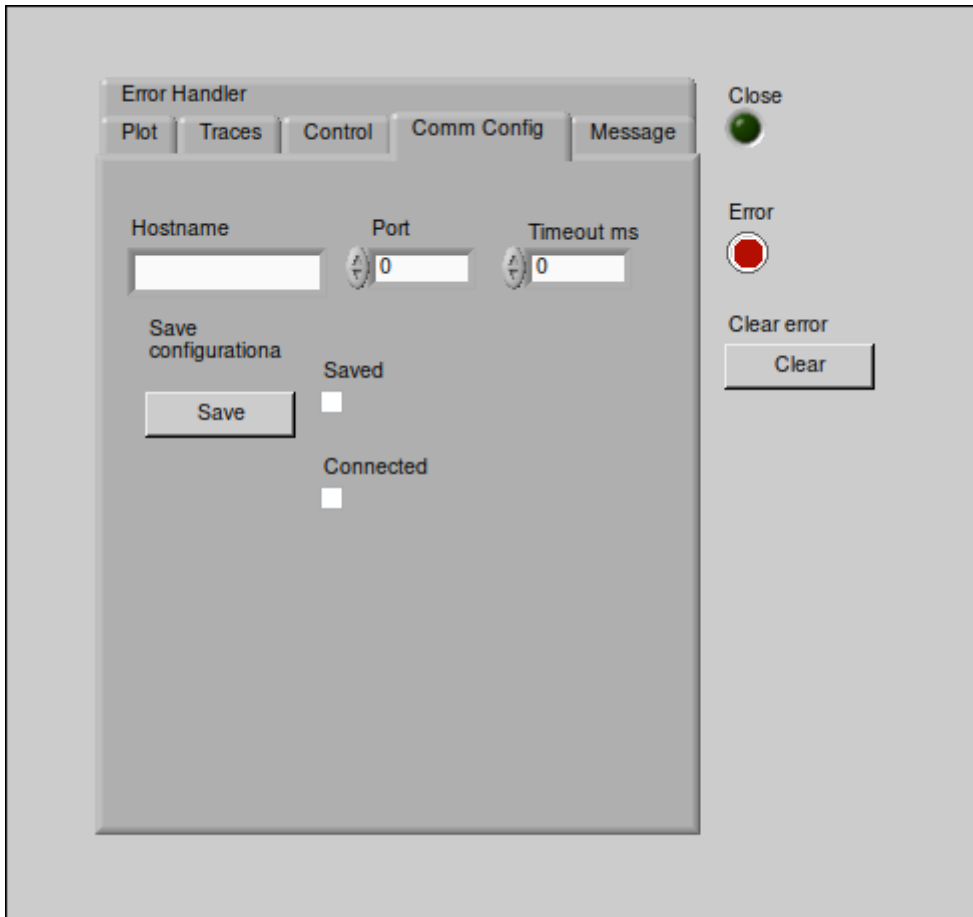 Error Handler
Plot
Traces
Control
Comm Config
Message
Hostname
Port
Timeout ms
0
0
Save
configurationa
Save
Saved
Connected
Close
Error
Clear error
Clear